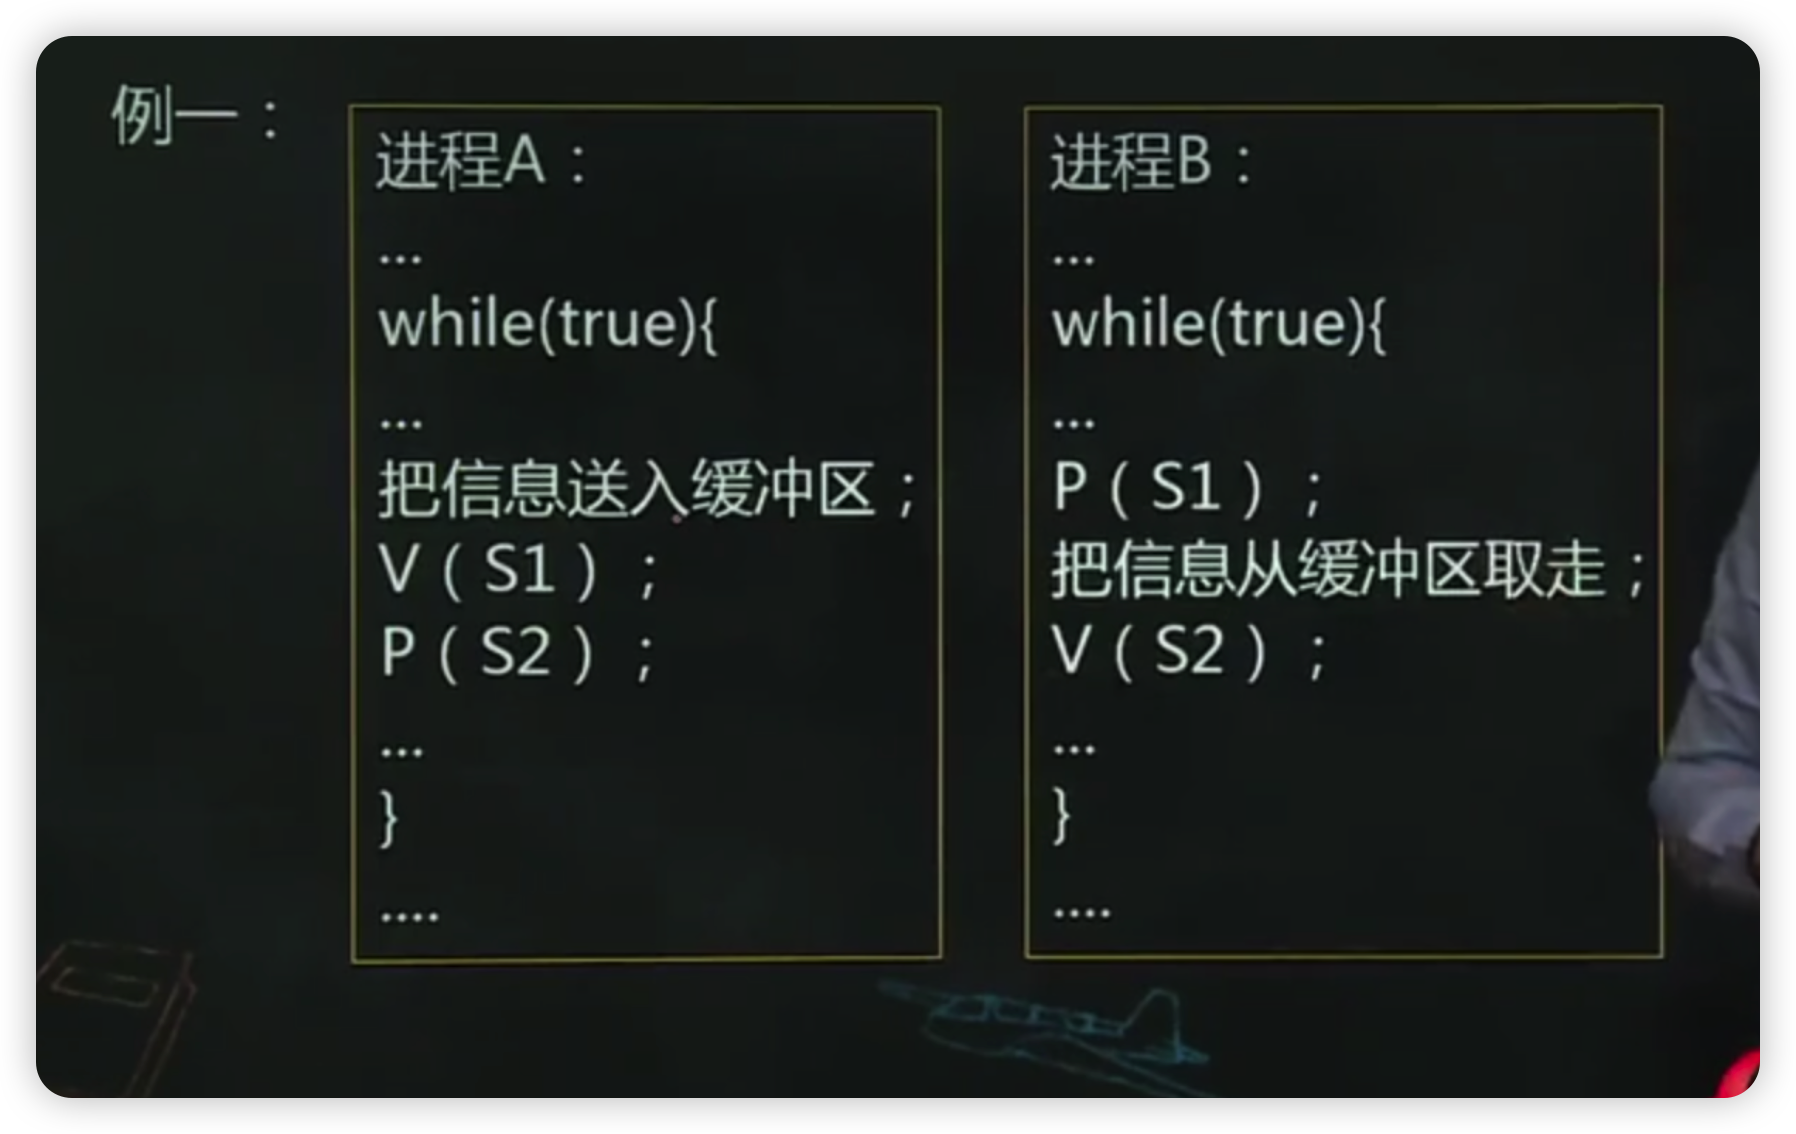 例一：
进程A：
...
while(true){
...
把信息送入缓冲区；
V（S1）；
P（S2）；
...
}
....
进程B：
...
while(true){
...
P（S1）；
把信息从缓冲区取走；
V（S2）；
...
}
....